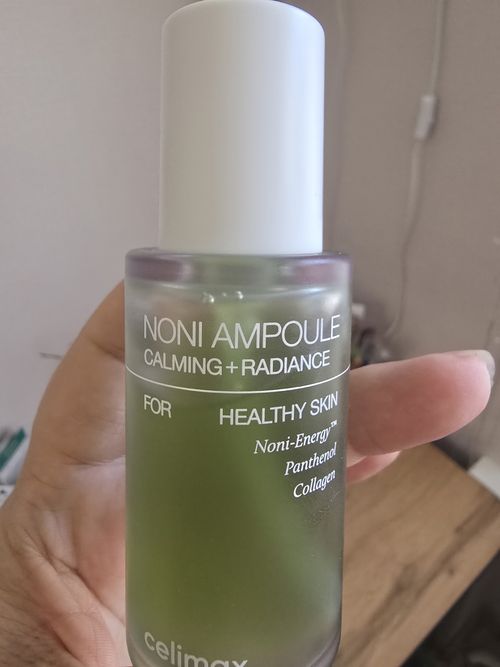 NONI AMPOULE
CALMING+RADIANCE
FOR HEALTHY SKIN
Noni-Energy™
Panthenol
Collagen
celimax